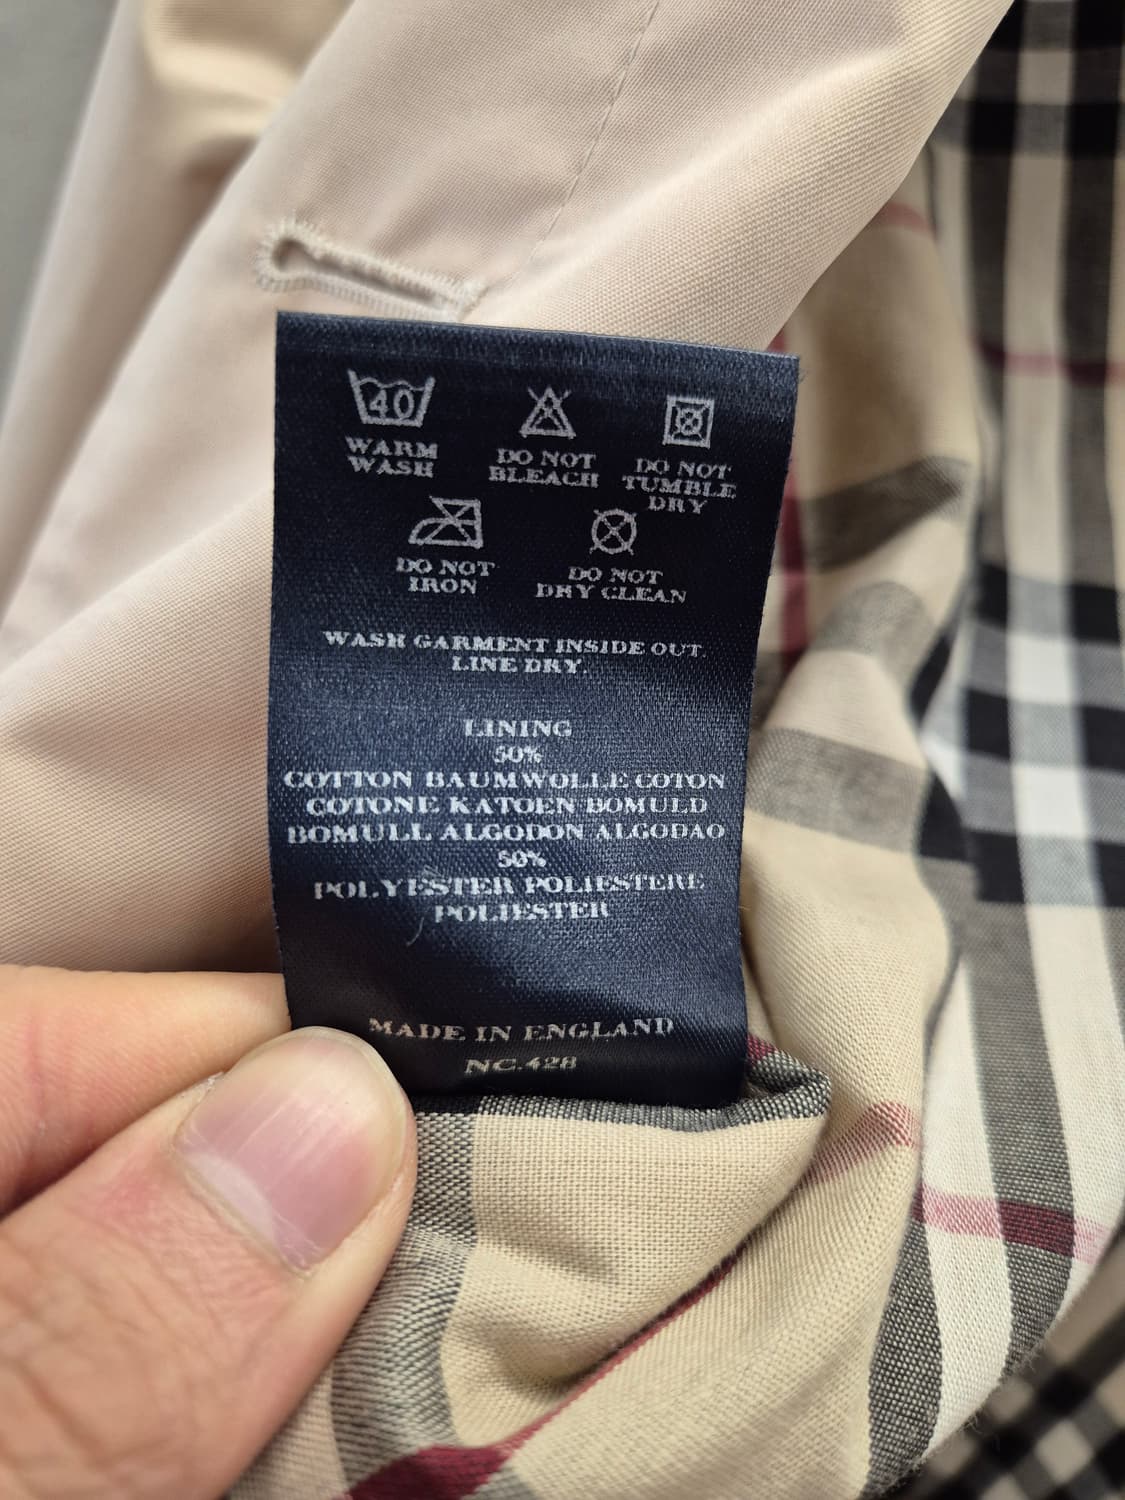 40
WARM
WASH
DO NOT
BLEACH
DO NOT
TUMBLE
DRY
DO NOT
IRON
DO NOT
DRY CLEAN
WASH GARMENT INSIDE OUT.
LINE DRY.
LINING
50%
COTTON BAUMWOLLE COTON
COTONE KATOEN BOMULD
BOMULL ALGODON ALGODAO
50%
POLYESTER POLIESTERE
POLIESTER
MADE IN ENGLAND
NC.428